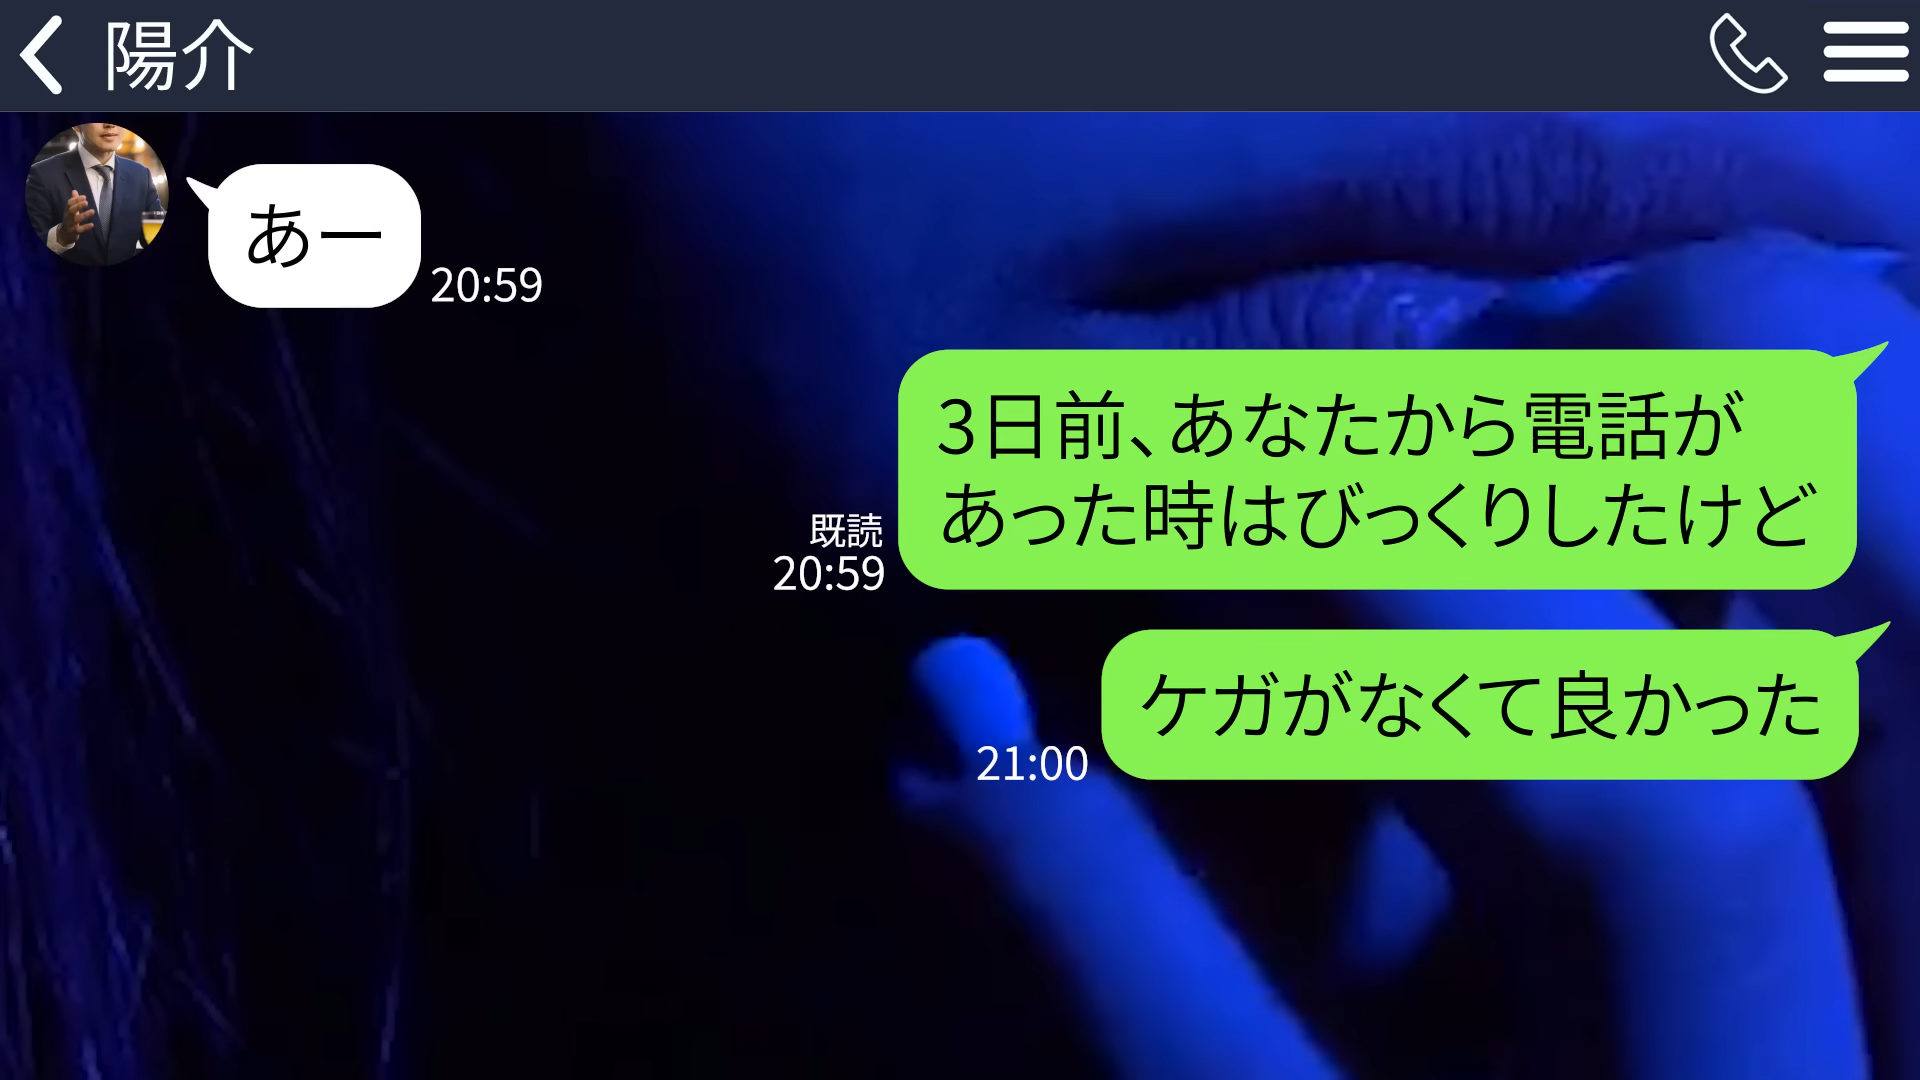 陽介
あー
20:59
3日前、あなたから電話が
あった時はびっくりしたけど
既読
20:59
ケガがなくて良かった
21:00